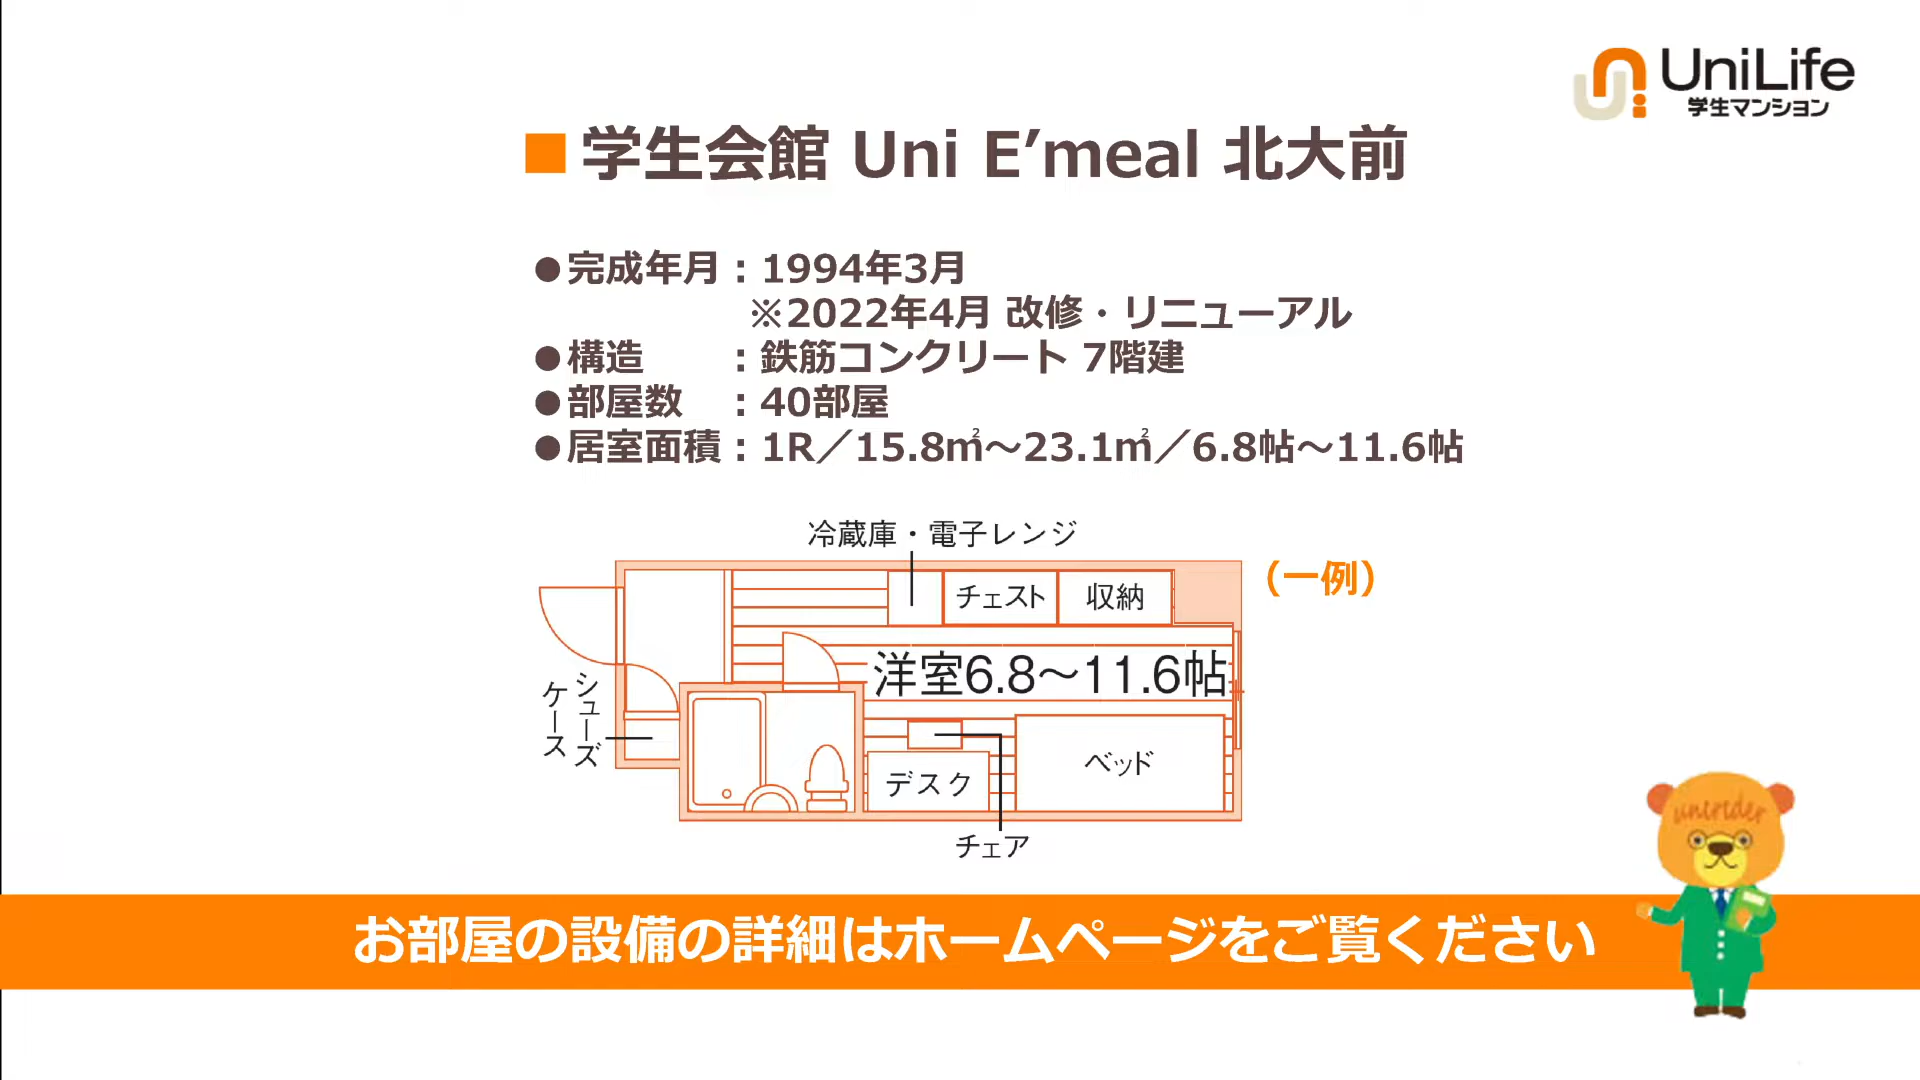 UniLife
学生マンション
■学生会館 Uni E’meal 北大前
●完成年月：1994年3月
※2022年4月 改修・リニューアル
●構造　　：鉄筋コンクリート 7階建
●部屋数　：40部屋
●居室面積：1R／15.8㎡～23.1㎡／6.8帖～11.6帖
冷蔵庫・電子レンジ
（一例）
チェスト
収納
洋室6.8～11.6帖
シューズ
ケース
デスク
ベッド
チェア
unirider
お部屋の設備の詳細はホームページをご覧ください